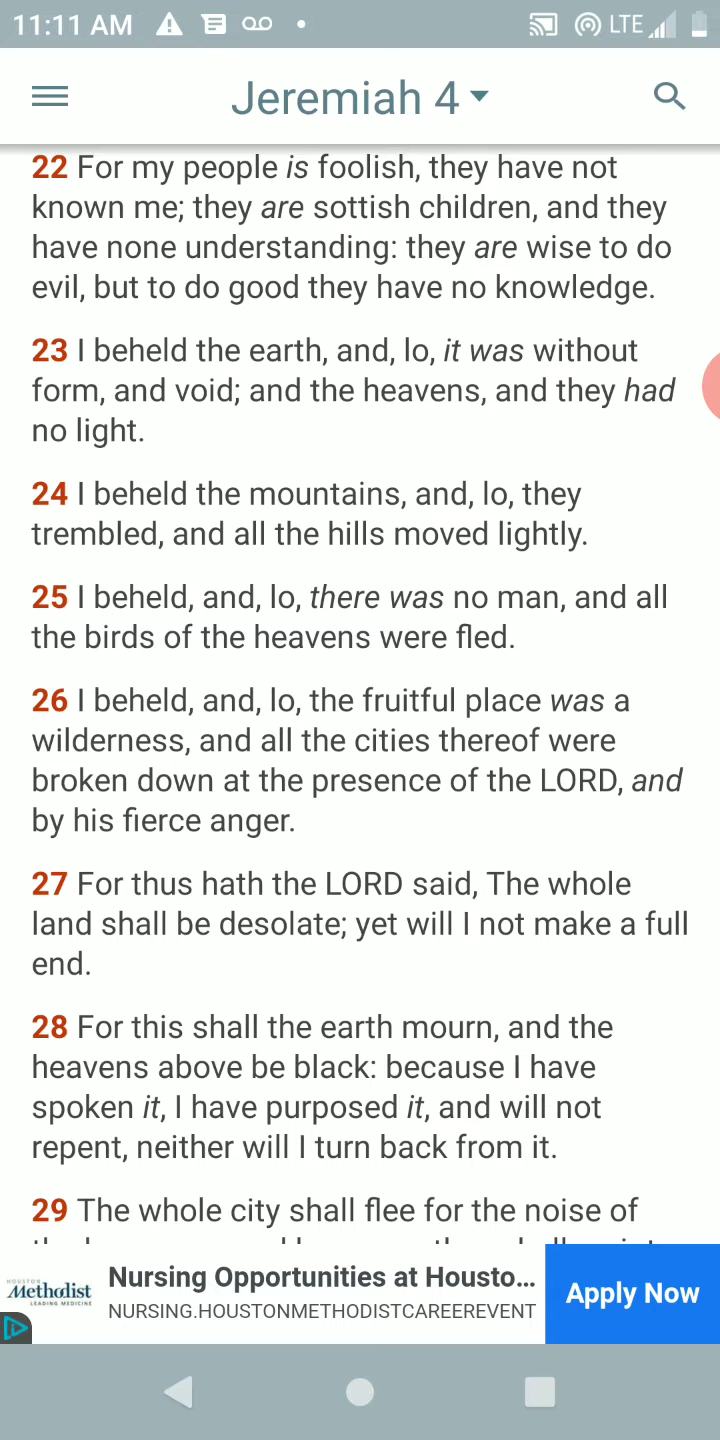 11:11 AM
LTE
Jeremiah 4
22 For my people is foolish, they have not
known me; they are sottish children, and they
have none understanding: they are wise to do
evil, but to do good they have no knowledge.
23 I beheld the earth, and, lo, it was without
form, and void; and the heavens, and they had
no light.
24 I beheld the mountains, and, lo, they
trembled, and all the hills moved lightly.
25 I beheld, and, lo, there was no man, and all
the birds of the heavens were fled.
26 I beheld, and, lo, the fruitful place was a
wilderness, and all the cities thereof were
broken down at the presence of the LORD, and
by his fierce anger.
27 For thus hath the LORD said, The whole
land shall be desolate; yet will I not make a full
end.
28 For this shall the earth mourn, and the
heavens above be black: because I have
spoken it, I have purposed it, and will not
repent, neither will I turn back from it.
29 The whole city shall flee for the noise of
HOUSTON
Methodist
LEADING MEDICINE
Nursing Opportunities at Housto...
NURSING.HOUSTONMETHODISTCAREEREVENT
Apply Now